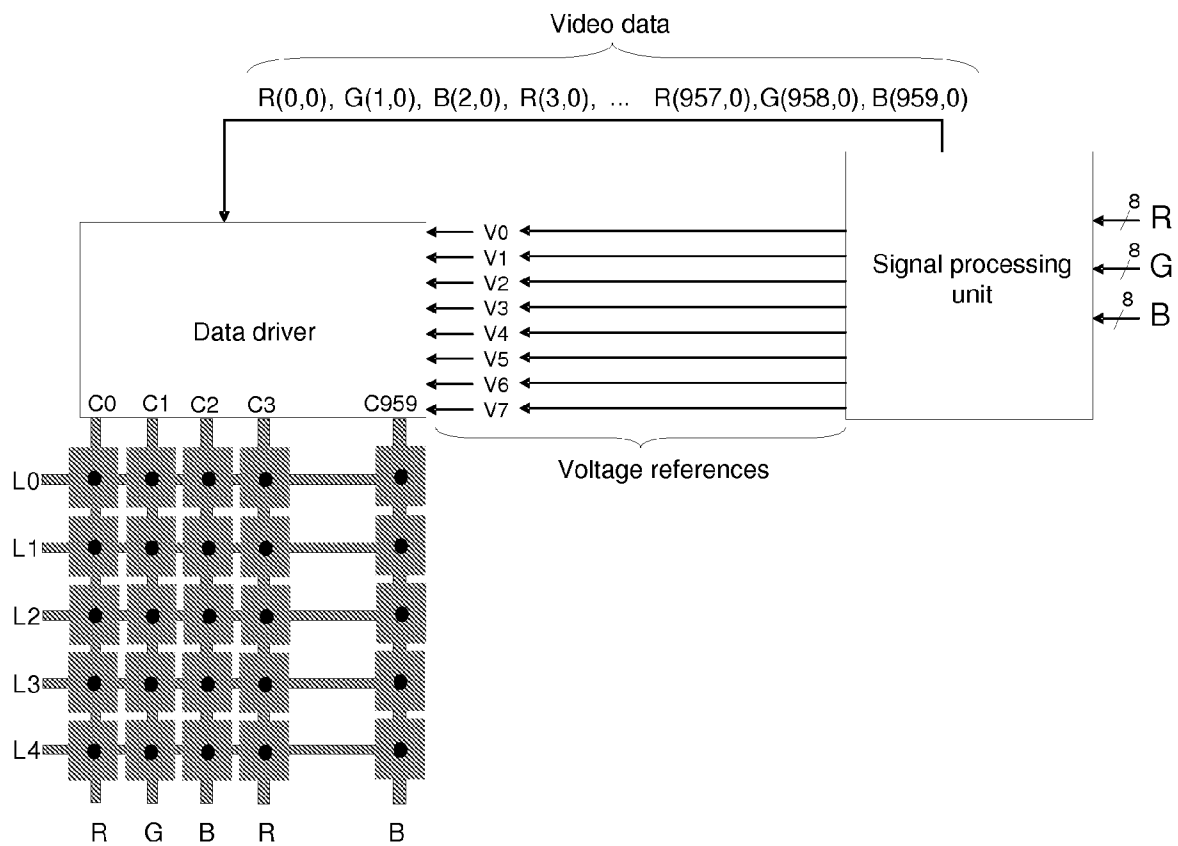 Video data
R(0,0), G(1,0), B(2,0), R(3,0), ... R(957,0),G(958,0), B(959,0)
8
R
8
G
8
B
Signal processing
unit
V0
V1
V2
V3
V4
V5
V6
V7
Data driver
C0 C1 C2 C3 C959
Voltage references
L0
L1
L2
L3
L4
R G B R B